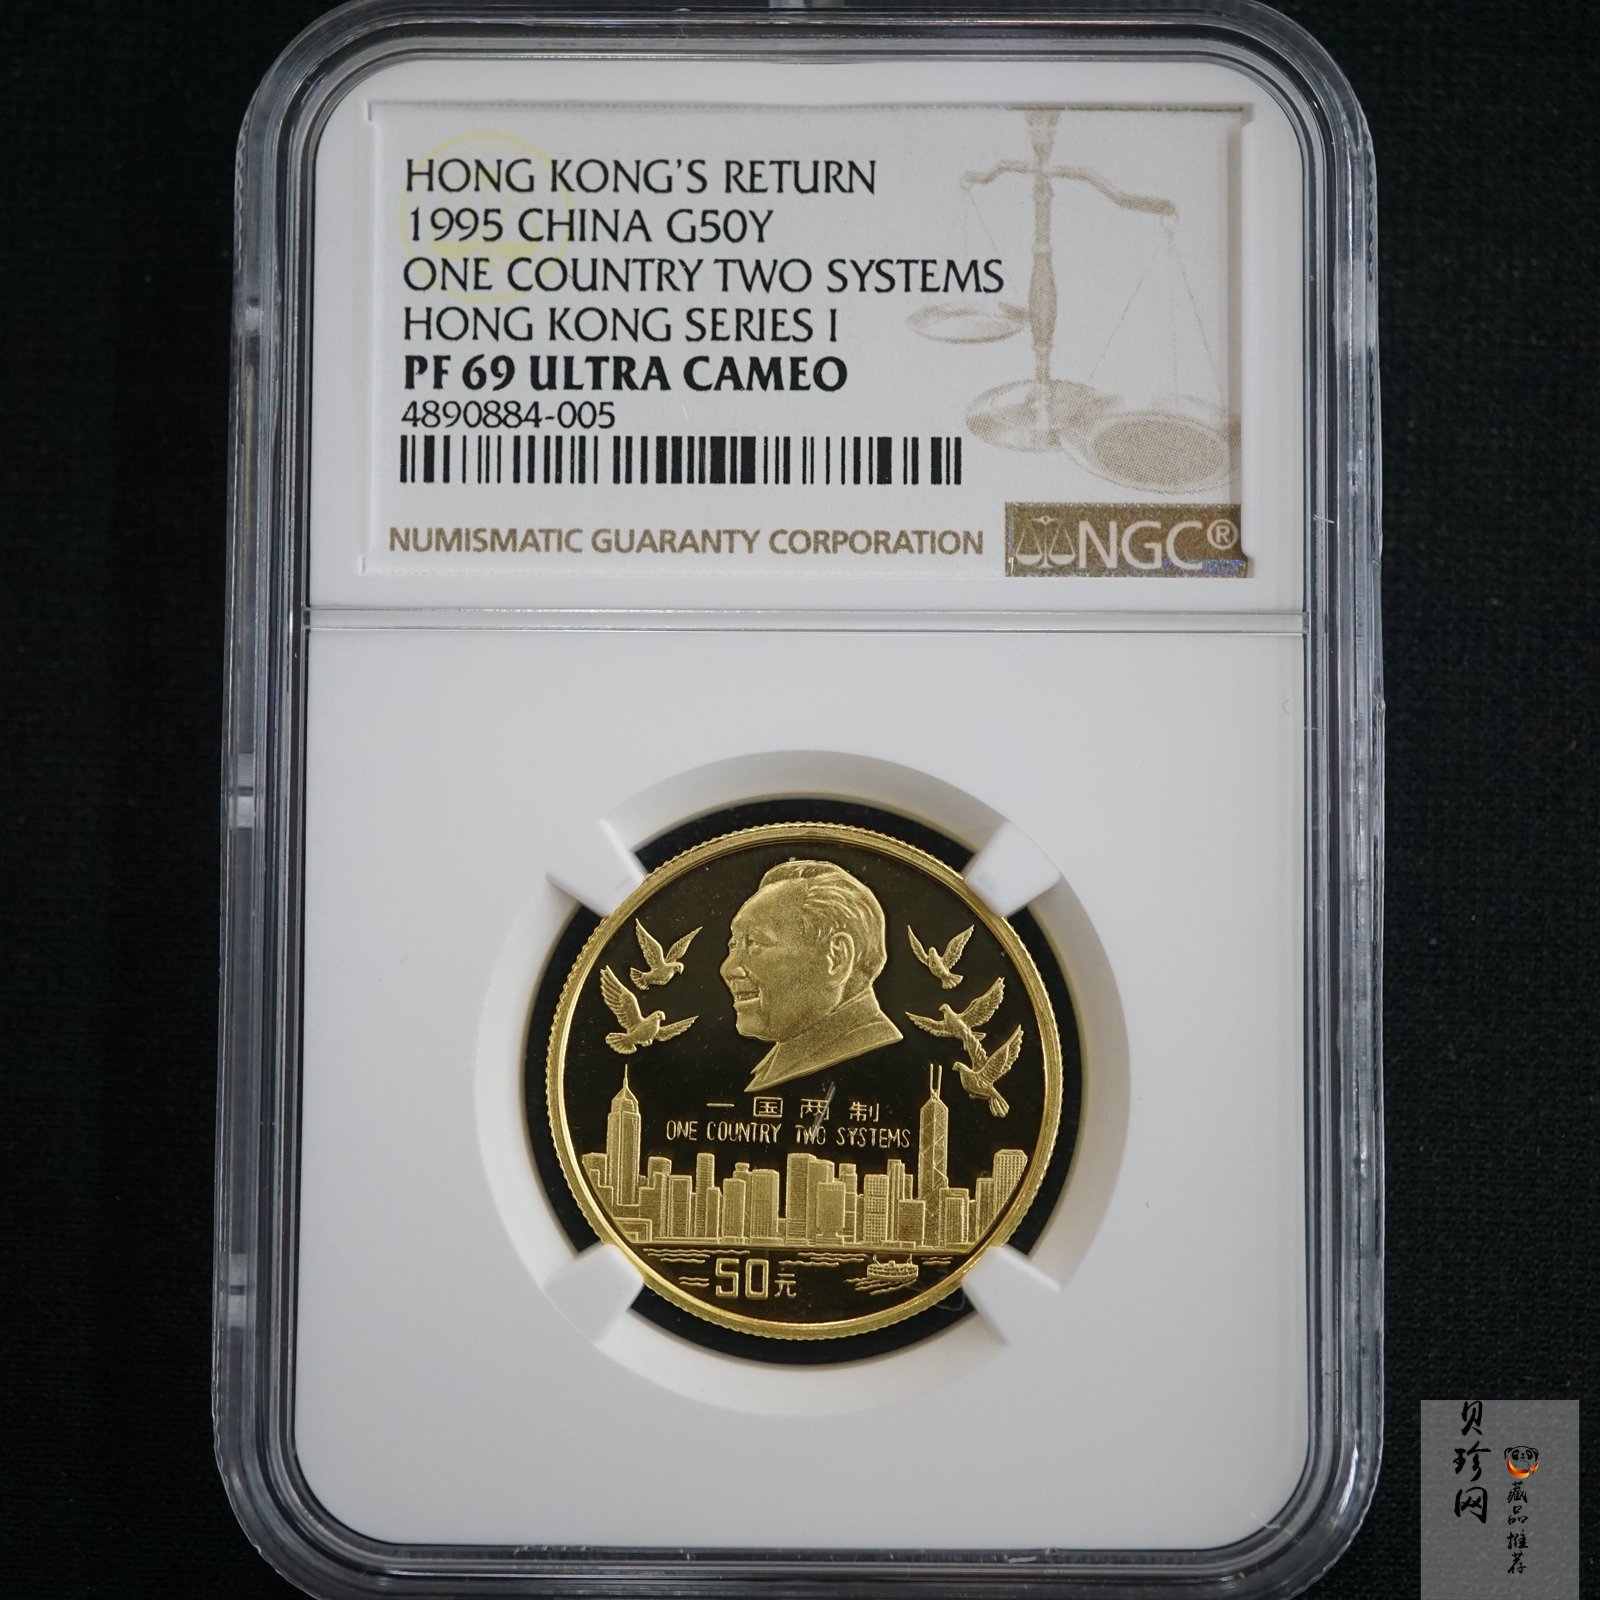 HONG KONG'S RETURN
1995 CHINA G50Y
ONE COUNTRY TWO SYSTEMS
HONG KONG SERIES I
PF 69 ULTRA CAMEO
4890884-005
NUMISMATIC GUARANTY CORPORATION
NGC®
一国两制
ONE COUNTRY TWO SYSTEMS
50元
贝珍网
藏品推荐